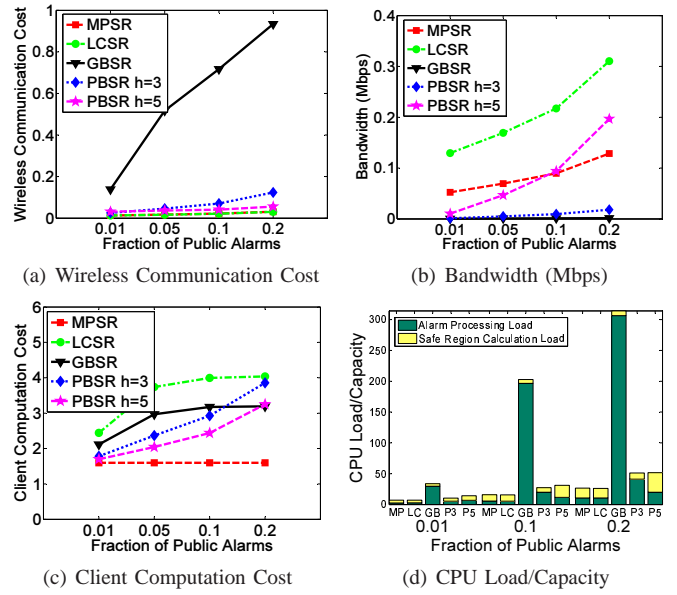 Wireless Communication Cost
1
0.8
0.6
0.4
0.2
0
MPSR
LCSR
GBSR
PBSR h=3
PBSR h=5
0.01 0.05 0.1 0.2
Fraction of Public Alarms
(a) Wireless Communication Cost
Bandwidth (Mbps)
0.4
0.3
0.2
0.1
0
MPSR
LCSR
GBSR
PBSR h=3
PBSR h=5
0.01 0.05 0.1 0.2
Fraction of Public Alarms
(b) Bandwidth (Mbps)
Client Computation Cost
6
5
4
3
2
1
0
MPSR
LCSR
GBSR
PBSR h=3
PBSR h=5
0.01 0.05 0.1 0.2
Fraction of Public Alarms
(c) Client Computation Cost
CPU Load/Capacity
300
250
200
150
100
50
0
Alarm Processing Load
Safe Region Calculation Load
MP LC GB P3 P5 MP LC GB P3 P5 MP LC GB P3 P5
0.01 0.1 0.2
Fraction of Public Alarms
(d) CPU Load/Capacity